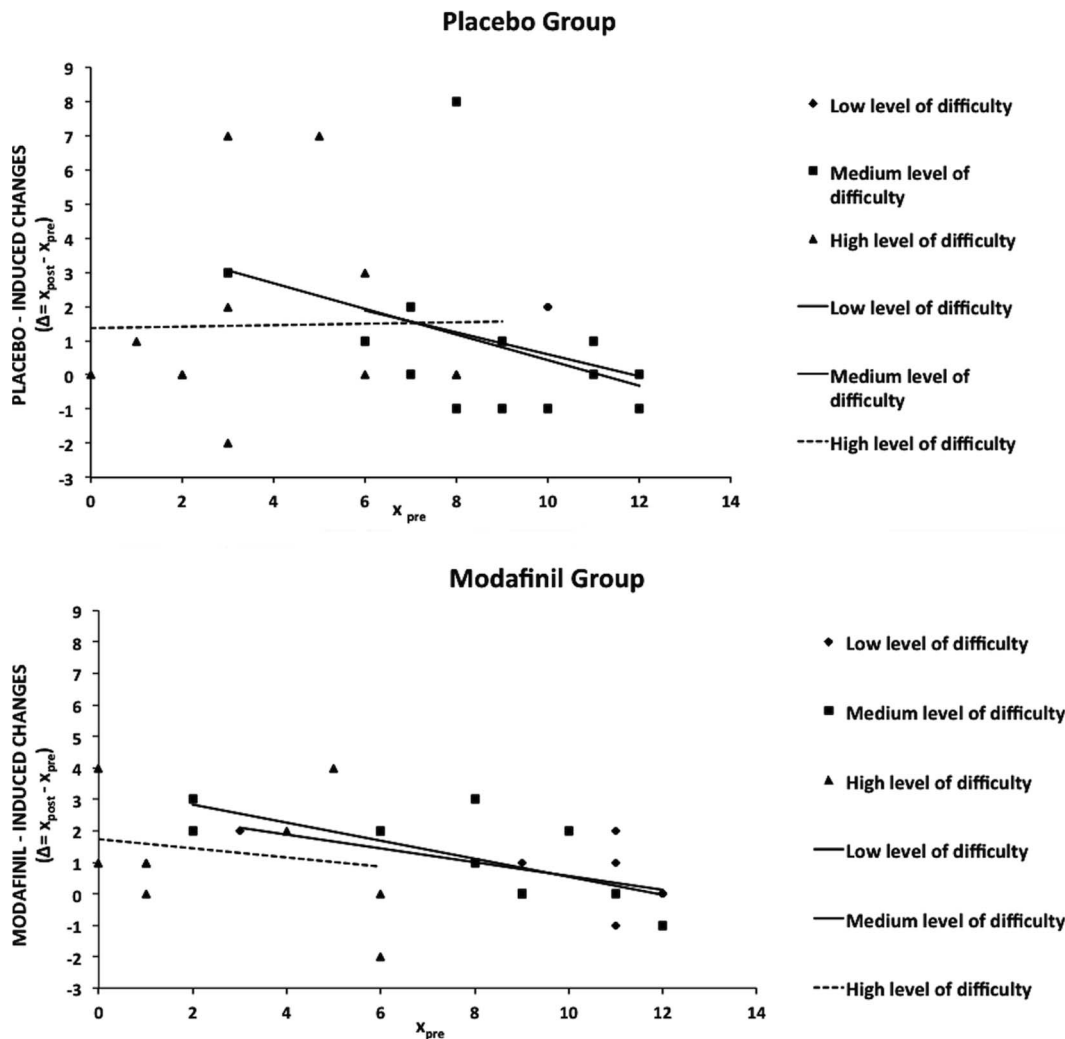 Placebo Group
PLACEBO - INDUCED CHANGES
(Δ= xpost - xpre)
9
8
7
6
5
4
3
2
1
0
-1
-2
-3
0 2 4 6 8 10 12 14
x pre
Low level of difficulty
Medium level of
difficulty
High level of difficulty
Low level of difficulty
Medium level of
difficulty
High level of difficulty
Modafinil Group
MODAFINIL - INDUCED CHANGES
(Δ= xpost - xpre)
9
8
7
6
5
4
3
2
1
0
-1
-2
-3
0 2 4 6 8 10 12 14
xpre
Low level of difficulty
Medium level of difficulty
High level of difficulty
Low level of difficulty
Medium level of difficulty
High level of difficulty